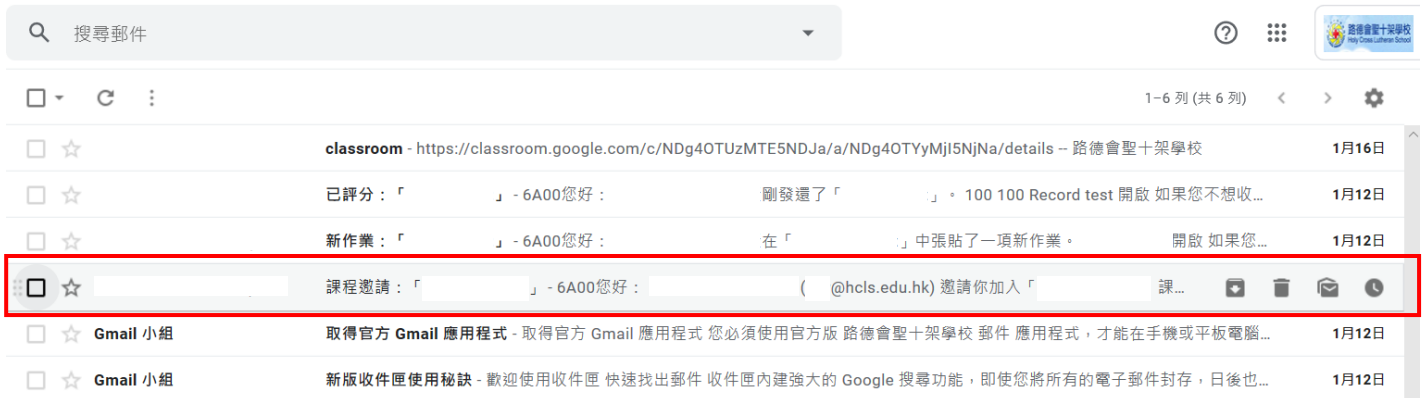 搜尋郵件
路德會聖十架學校
Holy Cross Lutheran School
1–6 列 (共 6 列)
classroom - https://classroom.google.com/c/NDg4OTUzMTE5NDJa/a/NDg4OTYyMjI5NjNa/details -- 路德會聖十架學校 1月16日
已評分：「 」 - 6A00您好： 剛發還了「 」。 100 100 Record test 開啟 如果您不想收... 1月12日
新作業：「 」 - 6A00您好： 在「 」中張貼了一項新作業。 開啟 如果您... 1月12日
課程邀請：「 」 - 6A00您好： ( @hcls.edu.hk) 邀請你加入「 課...
Gmail 小組 取得官方 Gmail 應用程式 - 取得官方 Gmail 應用程式 您必須使用官方版 路德會聖十架學校 郵件 應用程式，才能在手機或平板電腦... 1月12日
Gmail 小組 新版收件匣使用秘訣 - 歡迎使用收件匣 快速找出郵件 收件匣內建強大的 Google 搜尋功能，即使您將所有的電子郵件封存，日後也... 1月12日